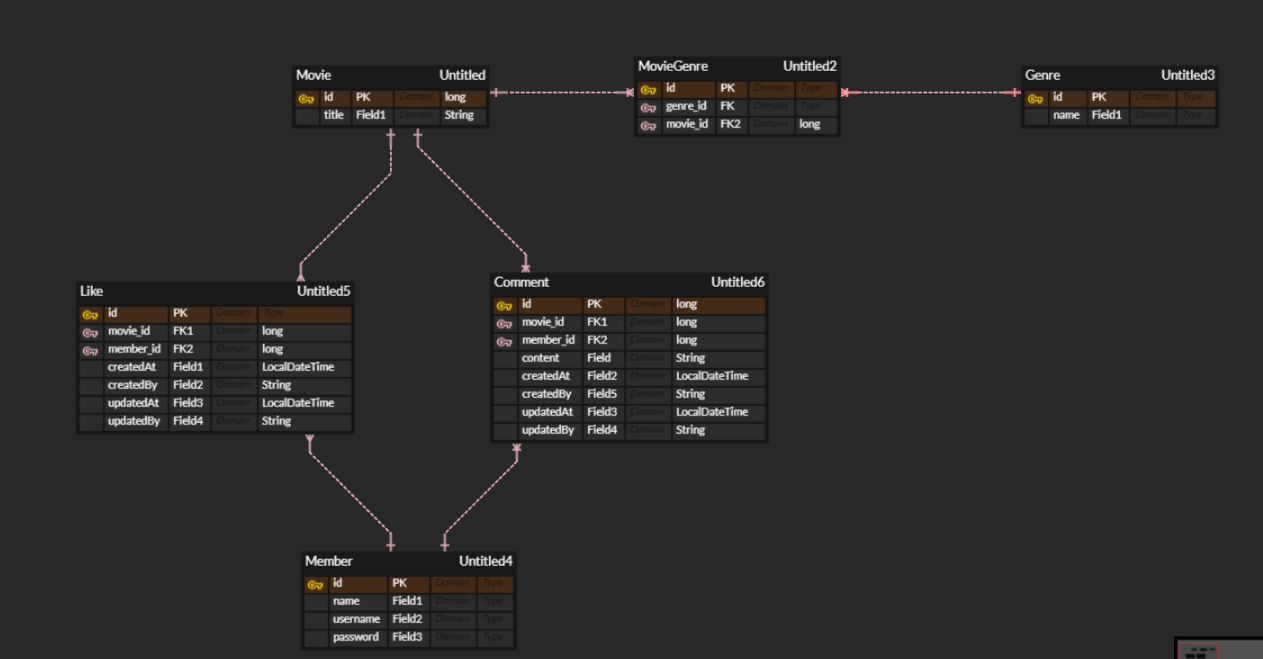 Movie Untitled
id PK Domain long
title Field1 Domain String
MovieGenre Untitled2
id PK Domain Type
genre_id FK Domain Type
movie_id FK2 Domain long
Genre Untitled3
id PK Domain Type
name Field1 Domain Type
Like Untitled5
id PK Domain Type
movie_id FK1 Domain long
member_id FK2 Domain long
createdAt Field1 Domain LocalDateTime
createdBy Field2 Domain String
updatedAt Field3 Domain LocalDateTime
updatedBy Field4 Domain String
Comment Untitled6
id PK Domain long
movie_id FK1 Domain long
member_id FK2 Domain long
content Field Domain String
createdAt Field2 Domain LocalDateTime
createdBy Field5 Domain String
updatedAt Field3 Domain LocalDateTime
updatedBy Field4 Domain String
Member Untitled4
id PK Domain Type
name Field1 Domain Type
username Field2 Domain Type
password Field3 Domain Type